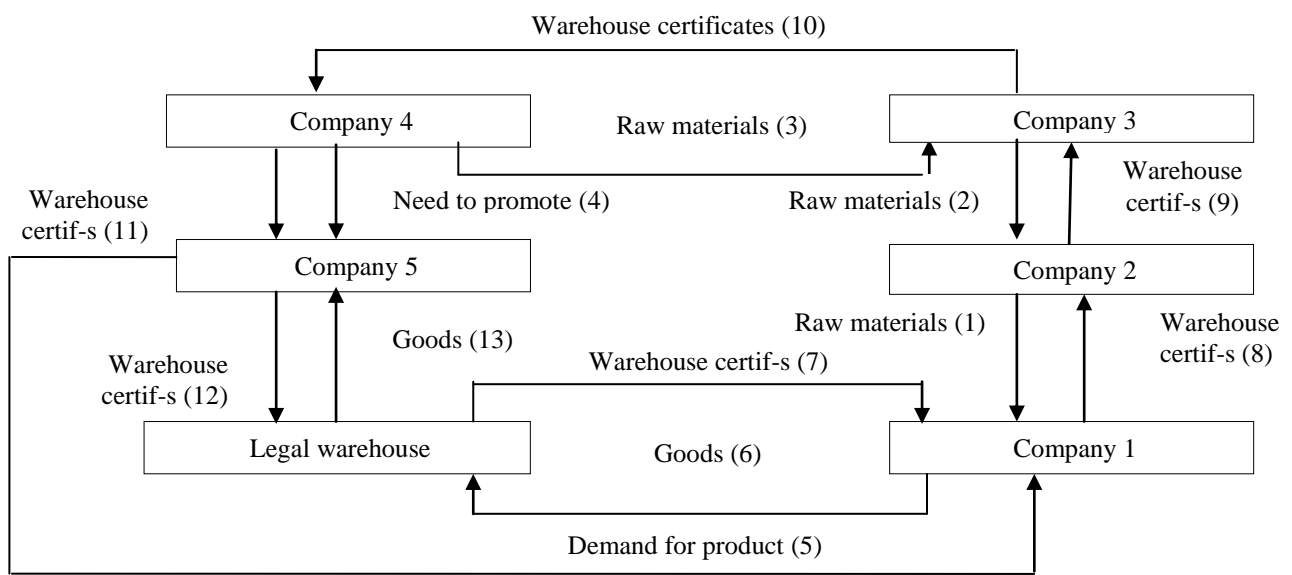 Warehouse certificates (10)
Company 4
Raw materials (3)
Company 3
Warehouse
certif-s (11)
Need to promote (4)
Raw materials (2)
Warehouse
certif-s (9)
Company 5
Company 2
Goods (13)
Raw materials (1)
Warehouse
certif-s (8)
Warehouse
certif-s (12)
Warehouse certif-s (7)
Legal warehouse
Goods (6)
Company 1
Demand for product (5)